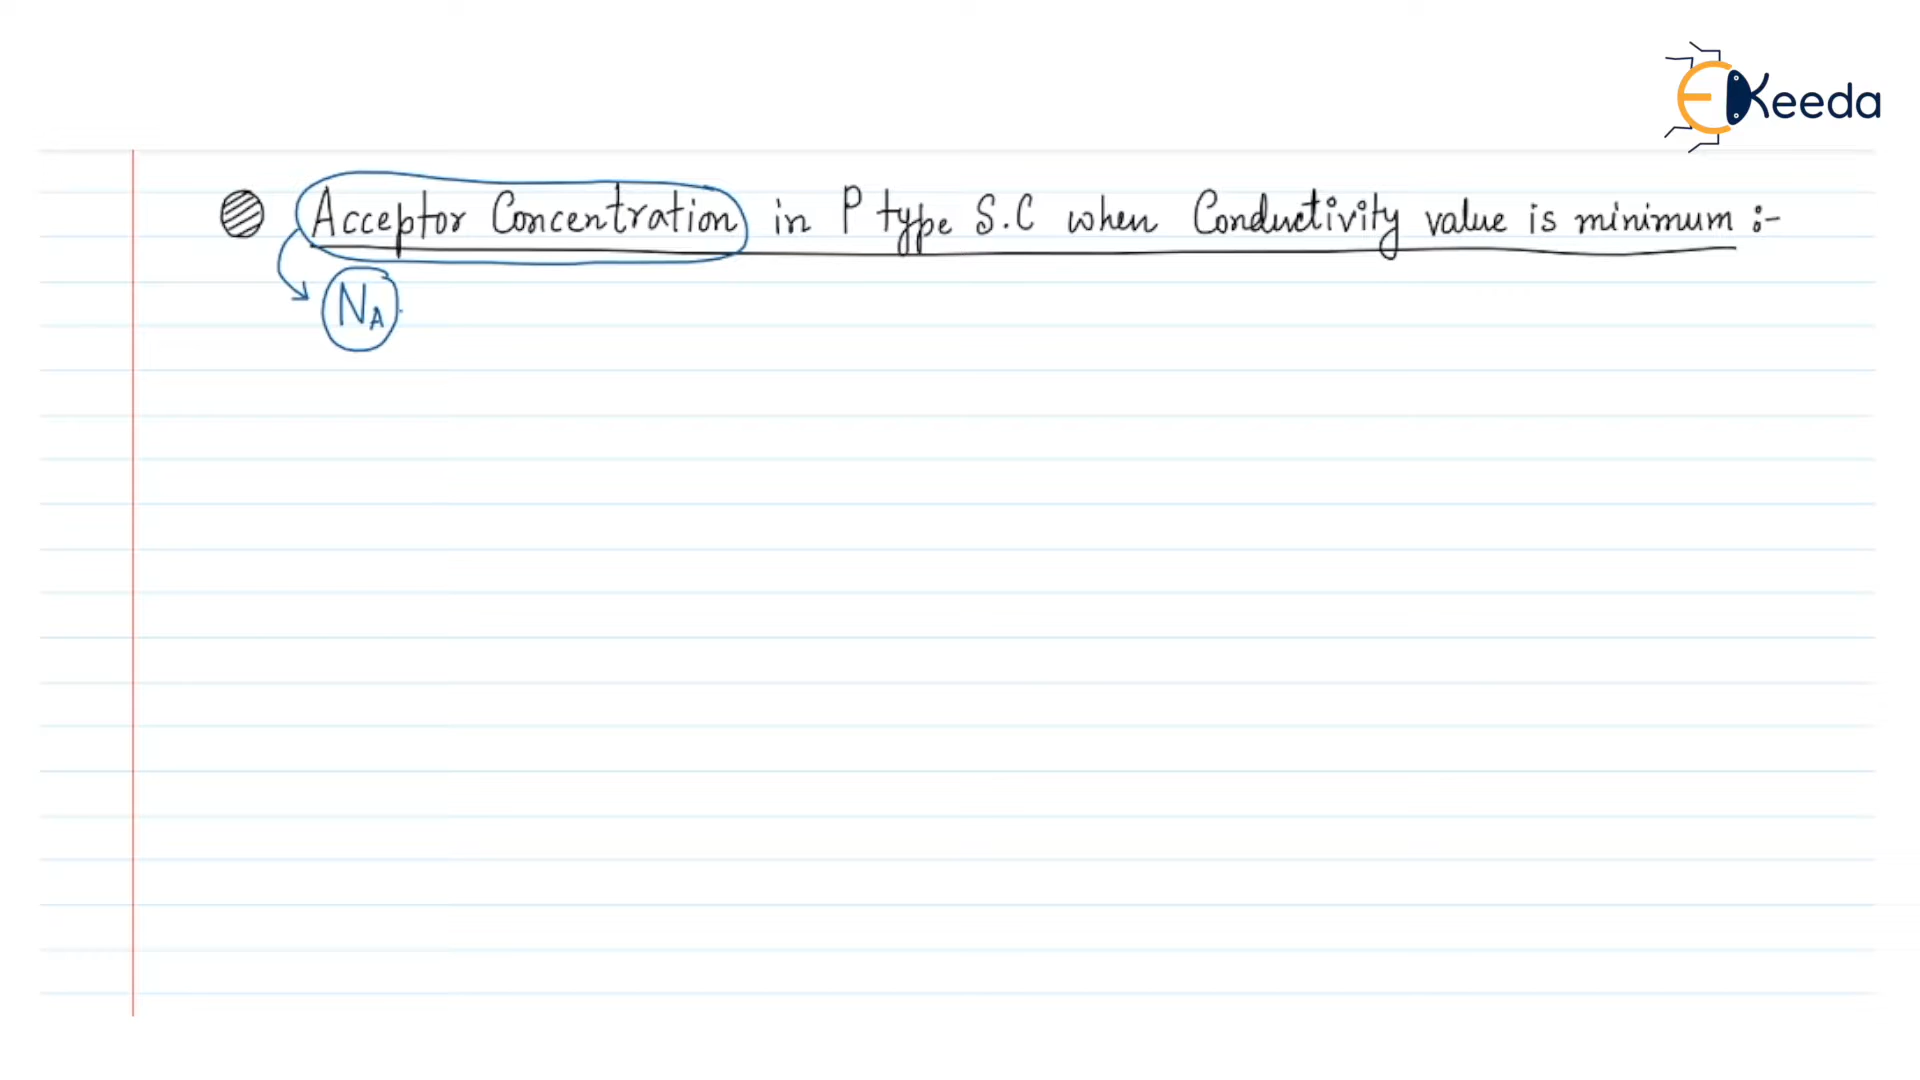 EKeeda
Acceptor Concentration in P type S.C when Conductivity value is minimum :-
NA